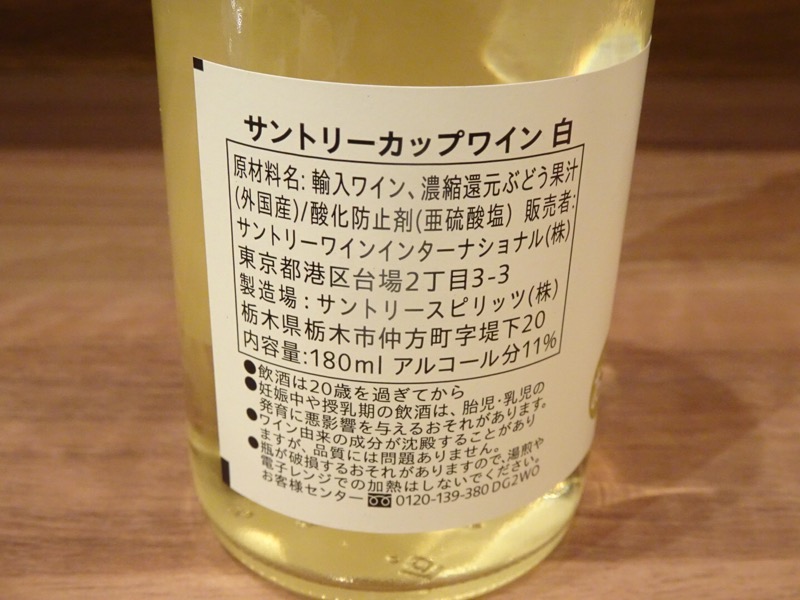 サントリーカップワイン 白
原材料名: 輸入ワイン、濃縮還元ぶどう果汁
(外国産)/酸化防止剤(亜硫酸塩) 販売者:
サントリーワインインターナショナル(株)
東京都港区台場2丁目3-3
製造場:サントリースピリッツ(株)
栃木県栃木市仲方町字堤下20
内容量:180ml アルコール分11%
●飲酒は20歳を過ぎてから
●妊娠中や授乳期の飲酒は、胎児・乳児の
発育に悪影響を与えるおそれがあります。
●ワイン由来の成分が沈殿することがあり
ますが、品質には問題ありません。
●瓶が破損するおそれがありますので、湯煎や
電子レンジでの加熱はしないでください。
お客様センター 0120-139-380 DG2WO